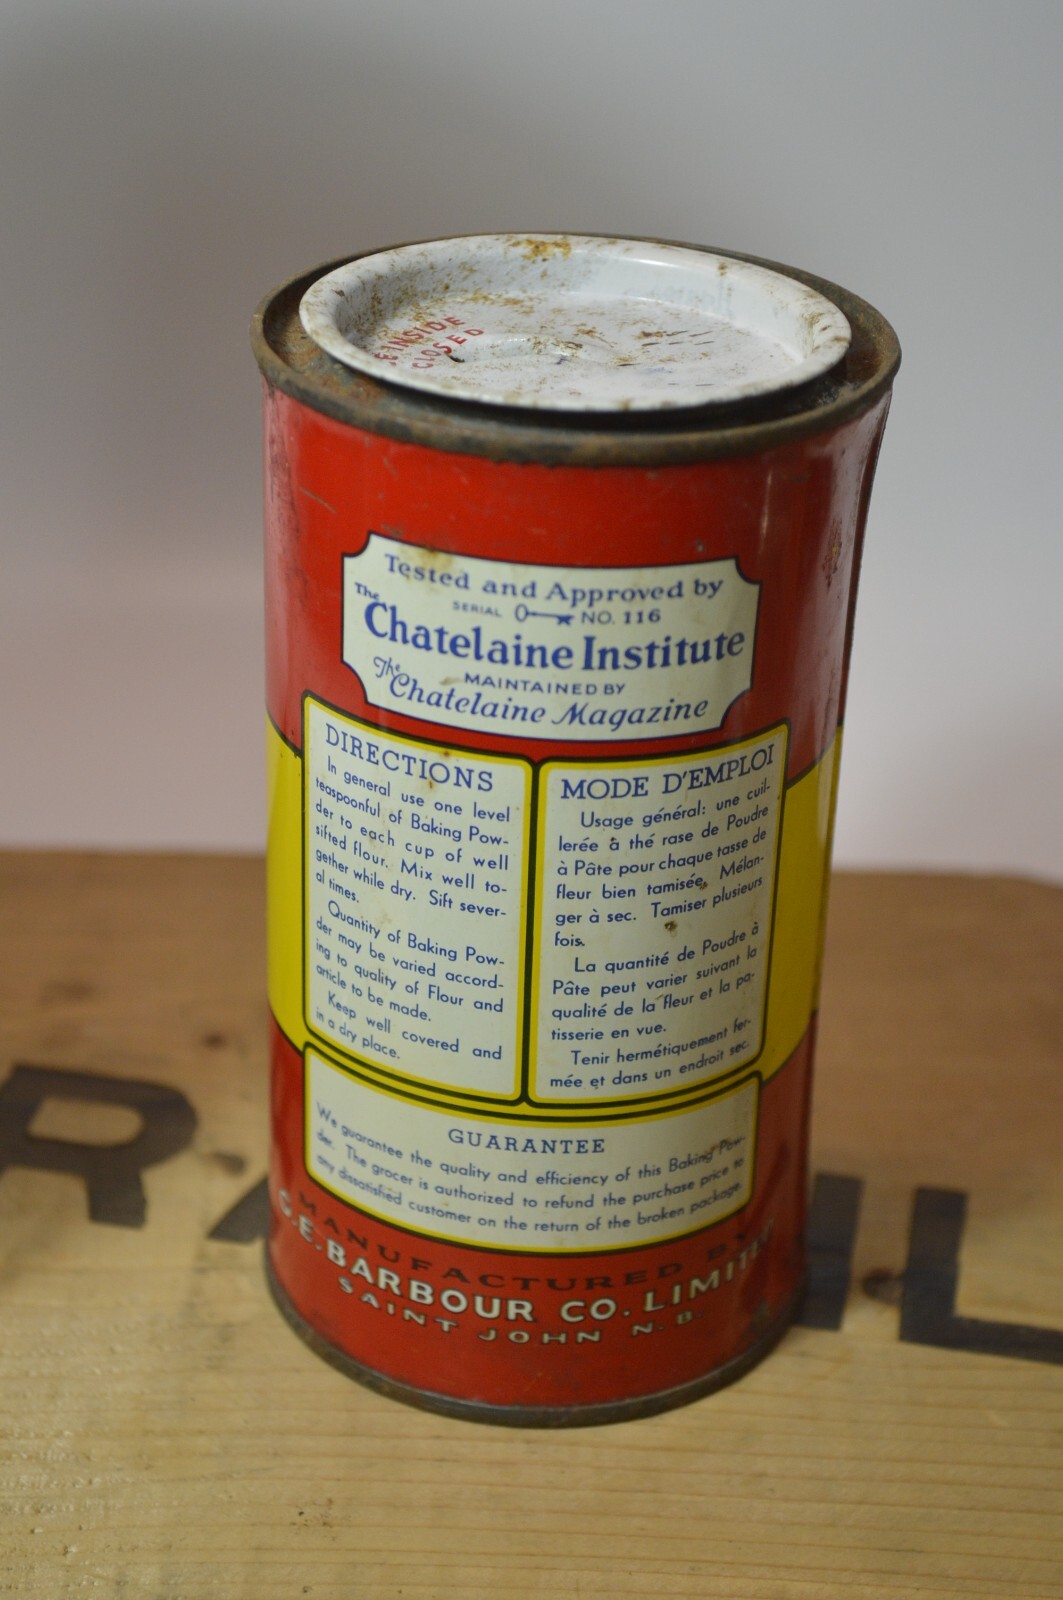 E INSIDE
CLOSED
Tested and Approved by
The
SERIAL NO. 116
Chatelaine Institute
MAINTAINED BY
The Chatelaine Magazine
DIRECTIONS
In general use one level
teaspoonful of Baking Pow-
der to each cup of well
sifted flour. Mix well to-
gether while dry. Sift sever-
al times.
Quantity of Baking Pow-
der may be varied accord-
ing to quality of Flour and
article to be made.
Keep well covered and
in a dry place.
MODE D'EMPLOI
Usage général: une cuil-
lerée à thé rase de Poudre
à Pâte pour chaque tasse de
fleur bien tamisée. Mélan-
ger à sec. Tamiser plusieurs
fois.
La quantité de Poudre à
Pâte peut varier suivant la
qualité de la fleur et la pa-
tisserie en vue.
Tenir hermétiquement fer-
mée et dans un endroit sec.
GUARANTEE
We guarantee the quality and efficiency of this Baking Pow-
der. The grocer is authorized to refund the purchase price to
any dissatisfied customer on the return of the broken package.
MANUFACTURED BY
G.E. BARBOUR CO. LIMITED
SAINT JOHN N.B.